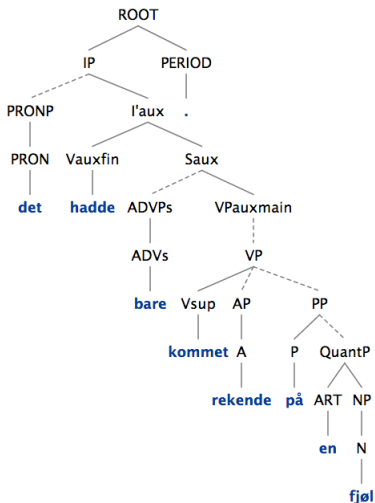 ROOT
IP PERIOD
PRONP I'aux .
PRON Vauxfin Saux
det hadde ADVPs VPauxmain
ADVs VP
bare Vsup AP PP
kommet A P QuantP
rekende på ART NP
en N
fjøl